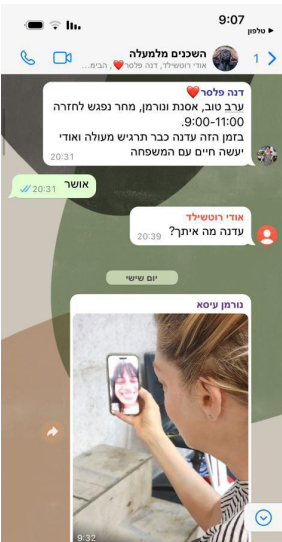 9:07
טלפון
1
השכנים מלמעלה
אודי רוטשילד, דנה פלסר❤️, הבימ...
דנה פלסר❤️
ערב טוב, אסנת ונורמן, מחר נפגש לחזרה
9:00-11:00.
בזמן הזה עדנה כבר תרגיש מעולה ואודי
יעשה חיים עם המשפחה
20:31
אושר
20:31
אודי רוטשילד
עדנה מה איתך?
20:39
יום שישי
נורמן עיסא
9:32